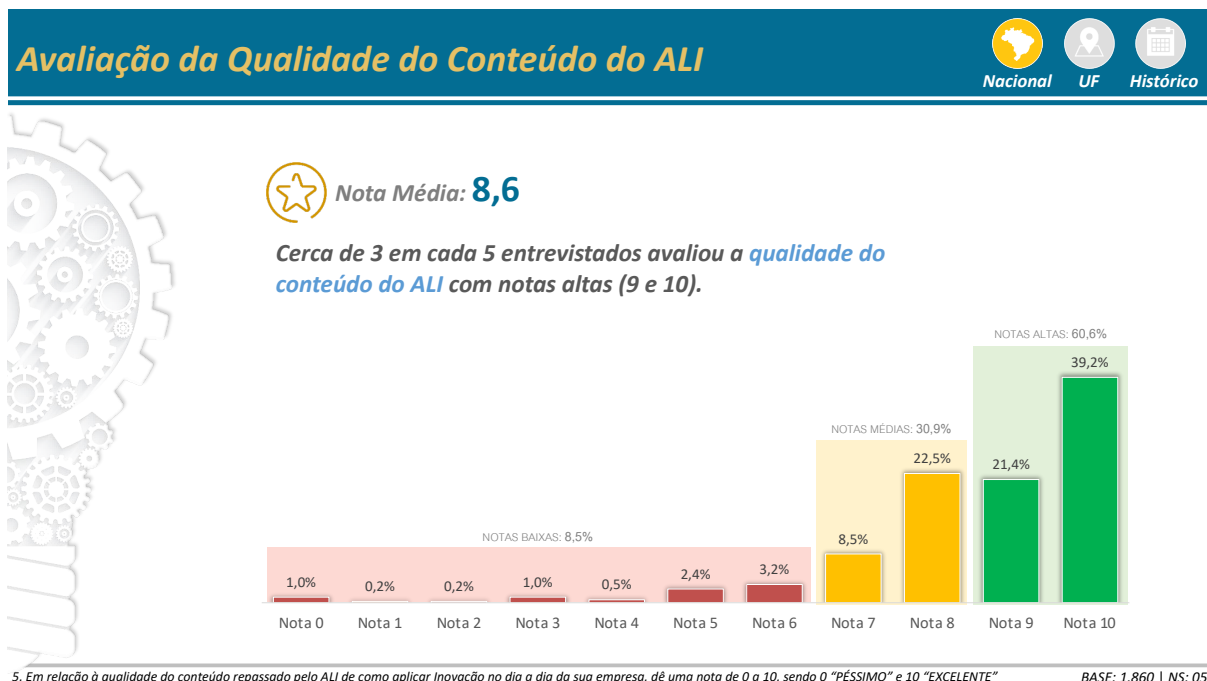 Avaliação da Qualidade do Conteúdo do ALI
Nacional UF Histórico
Nota Média: 8,6
Cerca de 3 em cada 5 entrevistados avaliou a qualidade do
conteúdo do ALI com notas altas (9 e 10).
NOTAS ALTAS: 60,6%
39,2%
NOTAS MÉDIAS: 30,9%
22,5%
21,4%
NOTAS BAIXAS: 8,5%
8,5%
1,0% 0,2% 0,2% 1,0% 0,5% 2,4% 3,2%
Nota 0 Nota 1 Nota 2 Nota 3 Nota 4 Nota 5 Nota 6 Nota 7 Nota 8 Nota 9 Nota 10
5. Em relação à qualidade do conteúdo repassado pelo ALI de como aplicar Inovação no dia a dia da sua empresa, dê uma nota de 0 a 10, sendo 0 “PÉSSIMO” e 10 “EXCELENTE” BASE: 1.860 | NS: 05